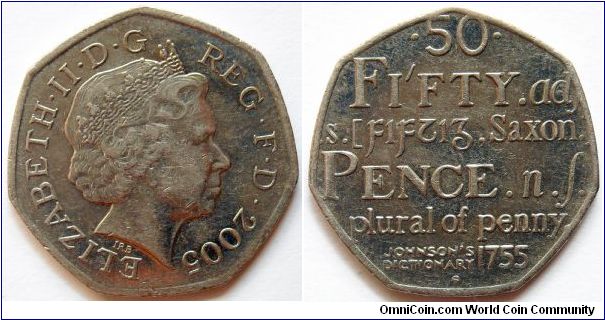 ELIZABETH·II·D·G
REG·F·D·2005
IRB
·50·
FI'FTY.adj
s.[FIFTIȜ.Saxon.
PENCE.n.ſ.
plural of penny
JOHNSON'S
DICTIONARY 1755
OmniCoin.com World Coin Community